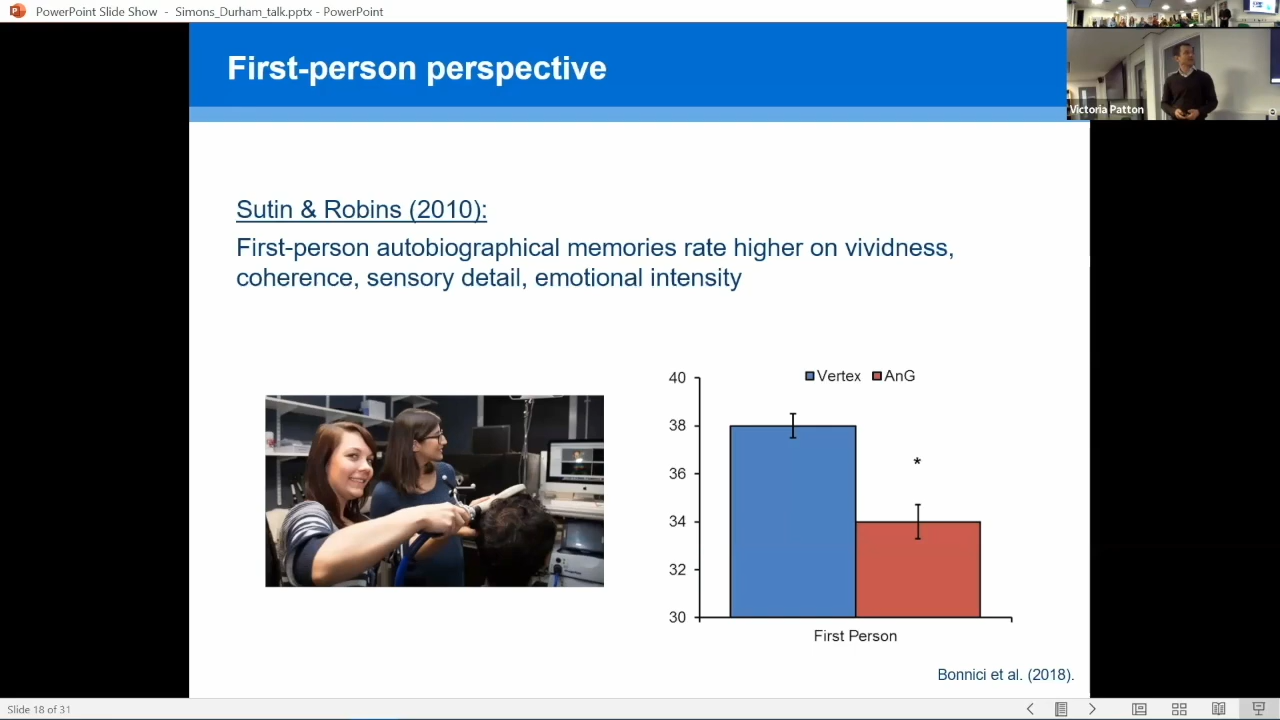 PowerPoint Slide Show - Simons_Durham_talk.pptx - PowerPoint
First-person perspective
Victoria Patton
Sutin & Robins (2010):
First-person autobiographical memories rate higher on vividness,
coherence, sensory detail, emotional intensity
Vertex AnG
40
38
36
34
32
30
*
First Person
Bonnici et al. (2018).
Slide 18 of 31